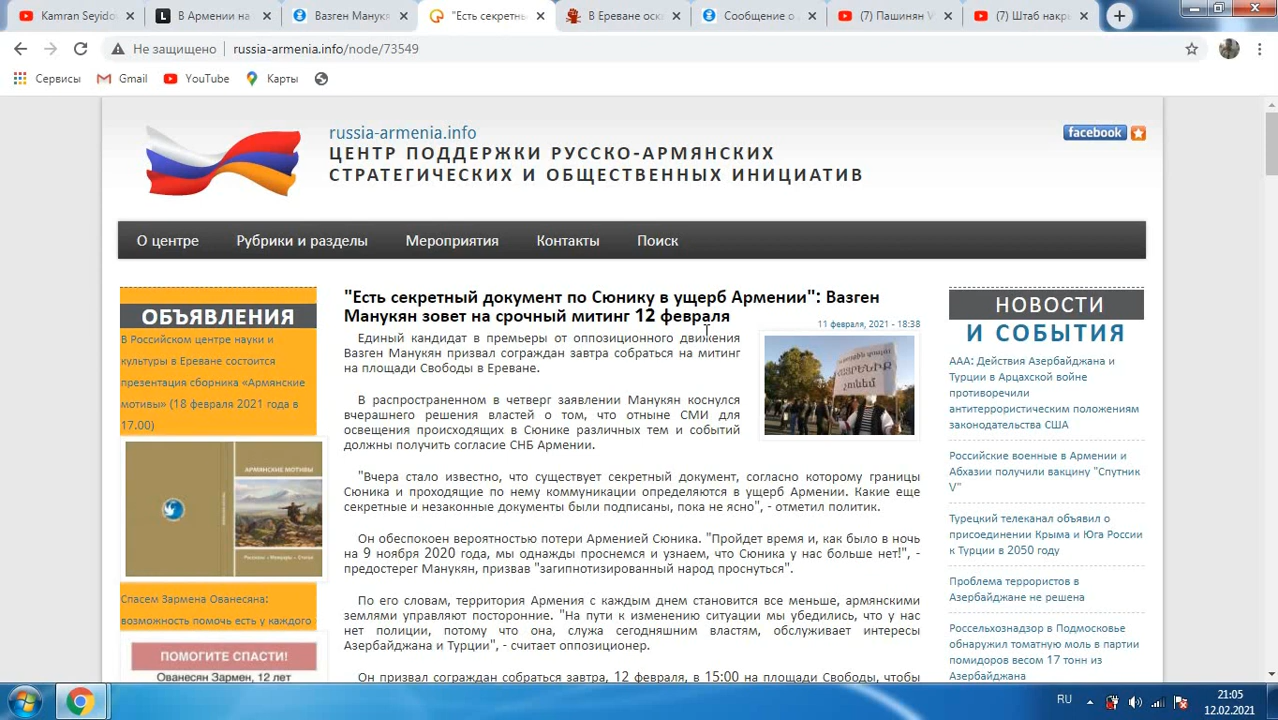 Kamran Seyido
В Армении на
Вазген Манукя
"Есть секретнь
В Ереване оск
Сообщение о
(7) Пашинян V
(7) Штаб накры
Не защищено
russia-armenia.info/node/73549
Сервисы
Gmail
YouTube
Карты
russia-armenia.info
ЦЕНТР ПОДДЕРЖКИ РУССКО-АРМЯНСКИХ
СТРАТЕГИЧЕСКИХ И ОБЩЕСТВЕННЫХ ИНИЦИАТИВ
facebook
О центре
Рубрики и разделы
Мероприятия
Контакты
Поиск
ОБЪЯВЛЕНИЯ
В Российском центре науки и
культуры в Ереване состоится
презентация сборника «Армянские
мотивы» (18 февраля 2021 года в
17.00)
АРМЯНСКИЕ МОТИВЫ
Спасем Зармена Ованесяна:
возможность помочь есть у каждого
ПОМОГИТЕ СПАСТИ!
Ованесян Зармен, 12 лет
"Есть секретный документ по Сюнику в ущерб Армении": Вазген
Манукян зовет на срочный митинг 12 февраля
11 февраля, 2021 - 18:38
Единый кандидат в премьеры от оппозиционного движения
Вазген Манукян призвал сограждан завтра собраться на митинг
на площади Свободы в Ереване.
В распространенном в четверг заявлении Манукян коснулся
вчерашнего решения властей о том, что отныне СМИ для
освещения происходящих в Сюнике различных тем и событий
должны получить согласие СНБ Армении.
"Вчера стало известно, что существует секретный документ, согласно которому границы
Сюника и проходящие по нему коммуникации определяются в ущерб Армении. Какие еще
секретные и незаконные документы были подписаны, пока не ясно", - отметил политик.
Он обеспокоен вероятностью потери Арменией Сюника. "Пройдет время и, как было в ночь
на 9 ноября 2020 года, мы однажды проснемся и узнаем, что Сюника у нас больше нет!", -
предостерег Манукян, призвав "загипнотизированный народ проснуться".
По его словам, территория Армения с каждым днем становится все меньше, армянскими
землями управляют посторонние. "На пути к изменению ситуации мы убедились, что у нас
нет полиции, потому что она, служа сегодняшним властям, обслуживает интересы
Азербайджана и Турции", - считает оппозиционер.
Он призвал сограждан собраться завтра, 12 февраля, в 15:00 на площади Свободы, чтобы
НОВОСТИ
И СОБЫТИЯ
ААА: Действия Азербайджана и
Турции в Арцахской войне
противоречили
антитеррористическим положениям
законодательства США
Российские военные в Армении и
Абхазии получили вакцину "Спутник
V"
Турецкий телеканал объявил о
присоединении Крыма и Юга России
к Турции в 2050 году
Проблема террористов в
Азербайджане не решена
Россельхознадзор в Подмосковье
обнаружил томатную моль в партии
помидоров весом 17 тонн из
Азербайджана
RU
21:05
12.02.2021